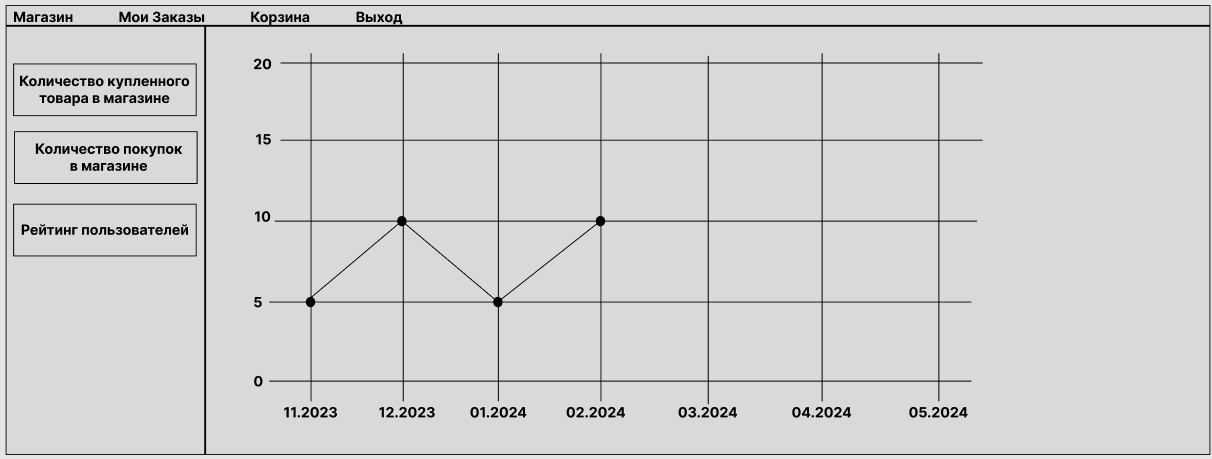 Магазин Мои Заказы Корзина Выход
Количество купленного
товара в магазине
Количество покупок
в магазине
Рейтинг пользователей
20
15
10
5
0
11.2023 12.2023 01.2024 02.2024 03.2024 04.2024 05.2024